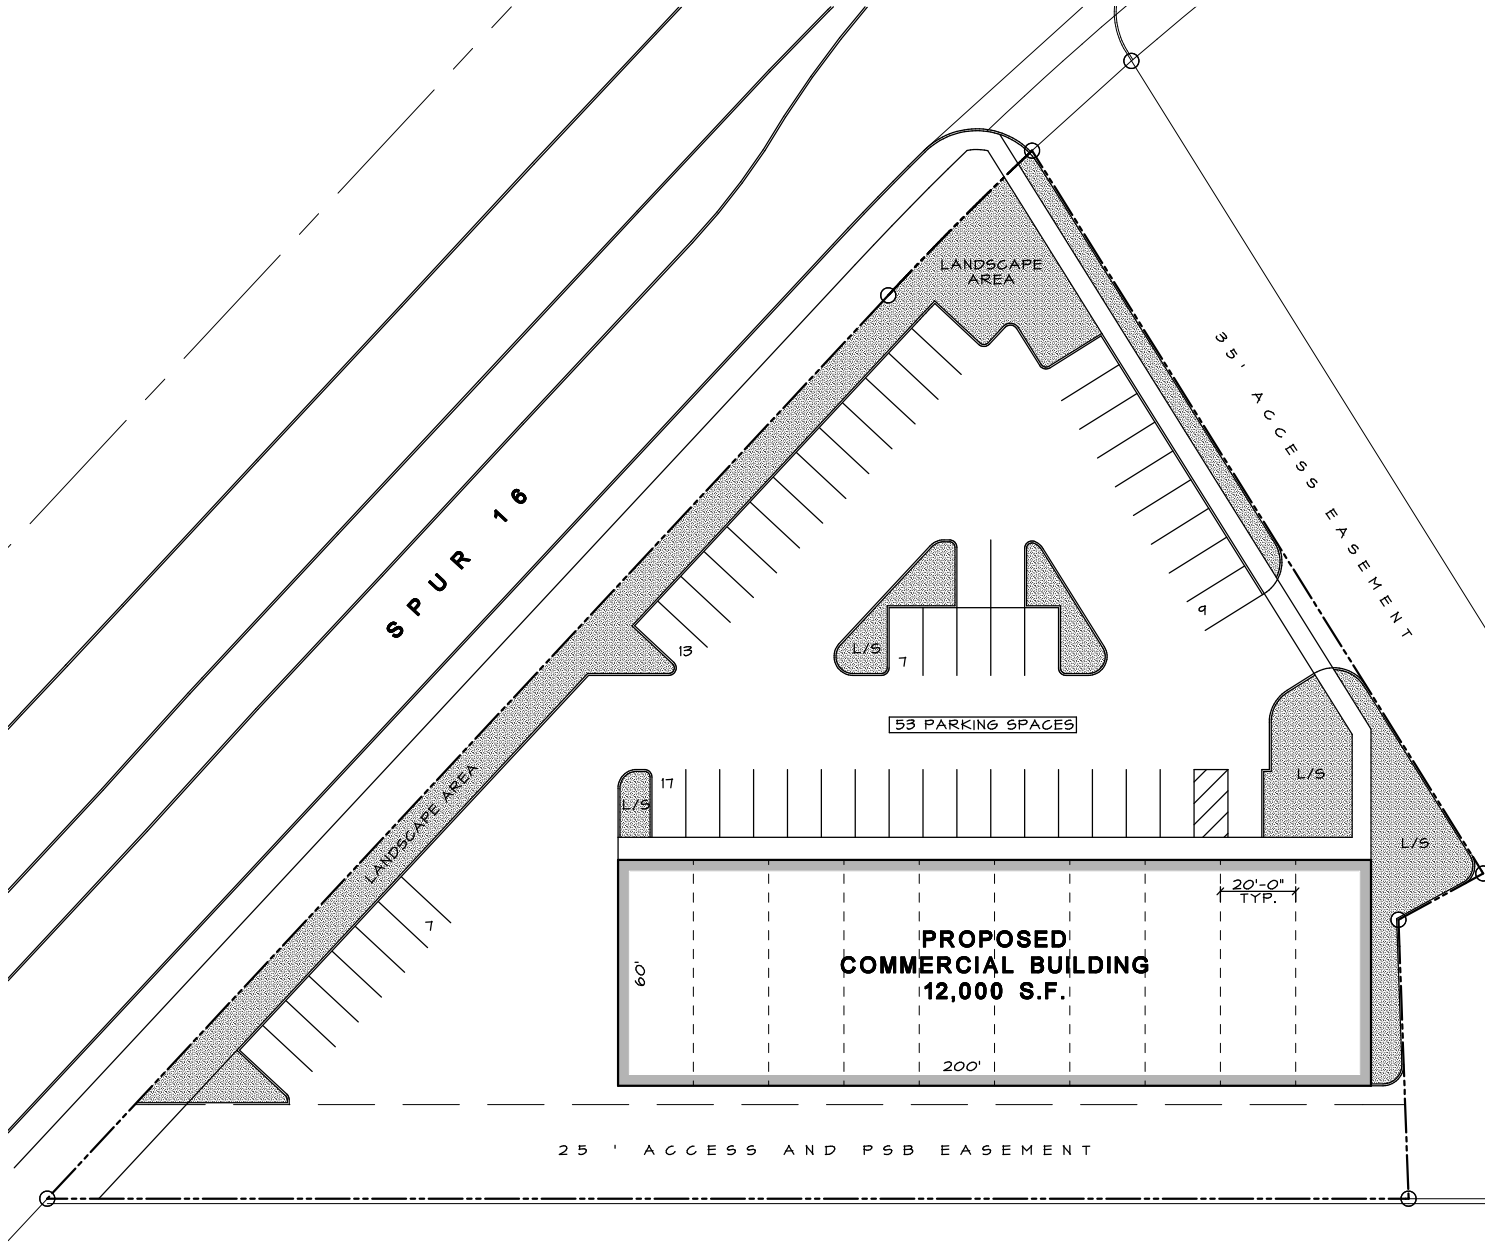 LANDSCAPE
AREA
35' ACCESS EASEMENT
SPUR 16
9
13
L/S
7
53 PARKING SPACES
LANDSCAPE AREA
17
L/S
L/S
L/S
7
20'-0"
TYP.
60'
PROPOSED
COMMERCIAL BUILDING
12,000 S.F.
200'
25 ' ACCESS AND PSB EASEMENT